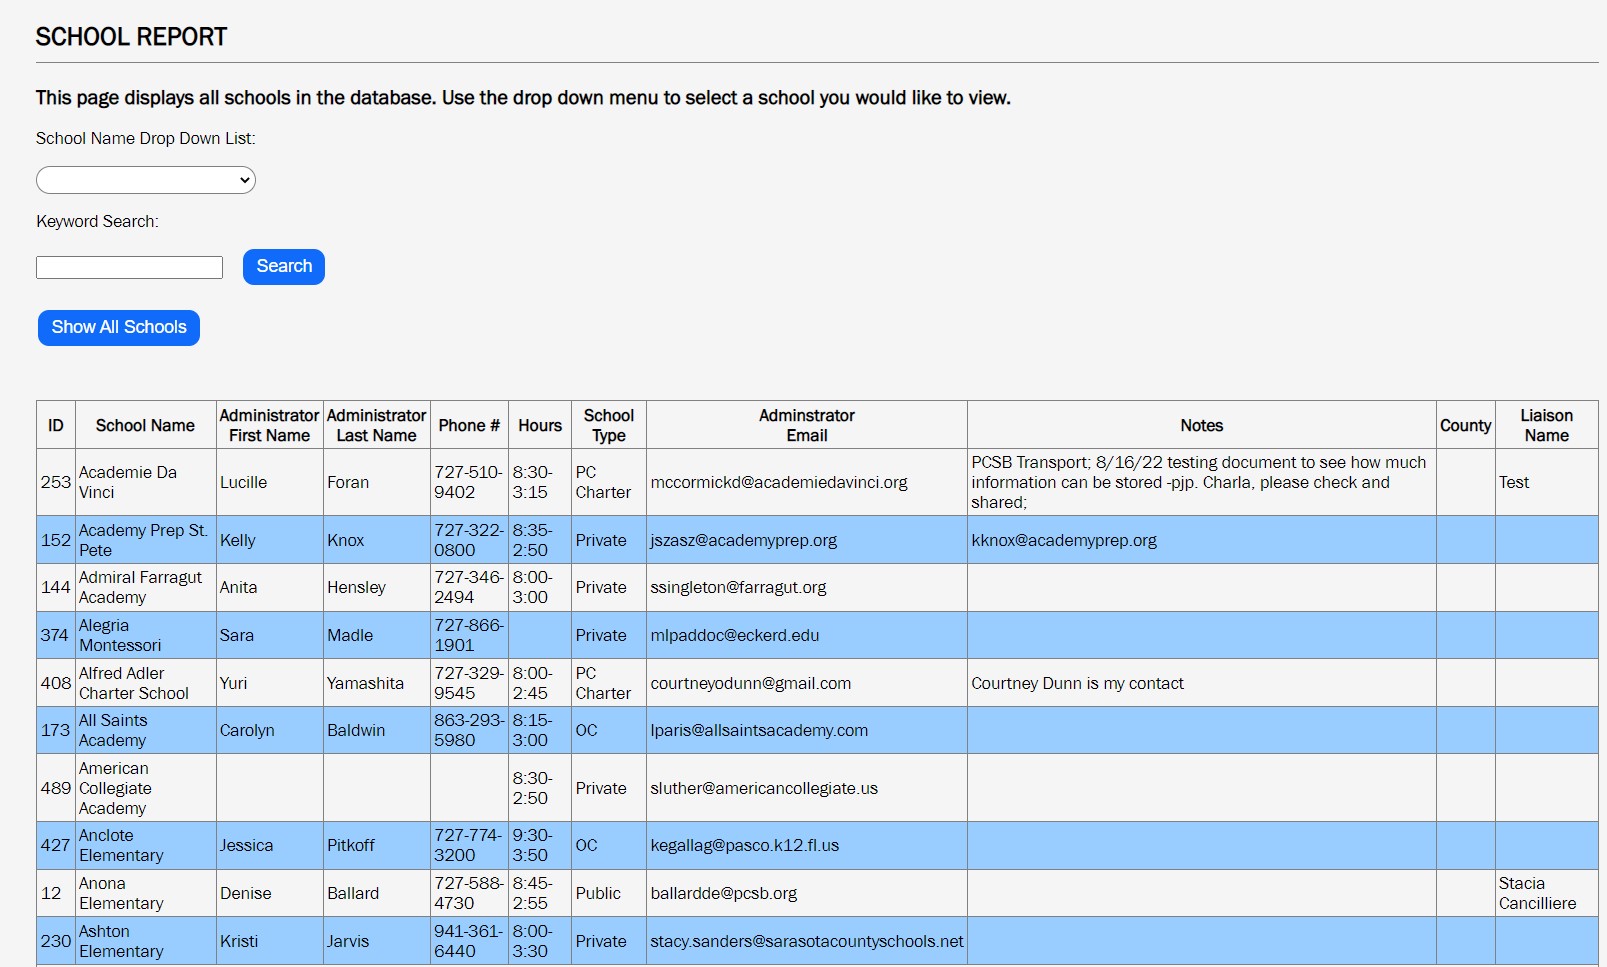 SCHOOL REPORT
This page displays all schools in the database. Use the drop down menu to select a school you would like to view.
School Name Drop Down List:
Keyword Search:
Search
Show All Schools
ID School Name Administrator First Name Administrator Last Name Phone # Hours School Type Adminstrator Email Notes County Liaison Name
253 Academie Da Vinci Lucille Foran 727-510-9402 8:30-3:15 PC Charter mccormickd@academiedavinci.org PCSB Transport; 8/16/22 testing document to see how much information can be stored -pjp. Charla, please check and shared; Test
152 Academy Prep St. Pete Kelly Knox 727-322-0800 8:35-2:50 Private jszasz@academyprep.org kknox@academyprep.org
144 Admiral Farragut Academy Anita Hensley 727-346-2494 8:00-3:00 Private ssingleton@farragut.org
374 Alegria Montessori Sara Madle 727-866-1901 Private mlpaddoc@eckerd.edu
408 Alfred Adler Charter School Yuri Yamashita 727-329-9545 8:00-2:45 PC Charter courtneyodunn@gmail.com Courtney Dunn is my contact
173 All Saints Academy Carolyn Baldwin 863-293-5980 8:15-3:00 OC lparis@allsaintsacademy.com
489 American Collegiate Academy 8:30-2:50 Private sluther@americancollegiate.us
427 Anclote Elementary Jessica Pitkoff 727-774-3200 9:30-3:50 OC kegallag@pasco.k12.fl.us
12 Anona Elementary Denise Ballard 727-588-4730 8:45-2:55 Public ballardde@pcsb.org Stacia Cancilliere
230 Ashton Elementary Kristi Jarvis 941-361-6440 8:00-3:30 Private stacy.sanders@sarasotacountyschools.net